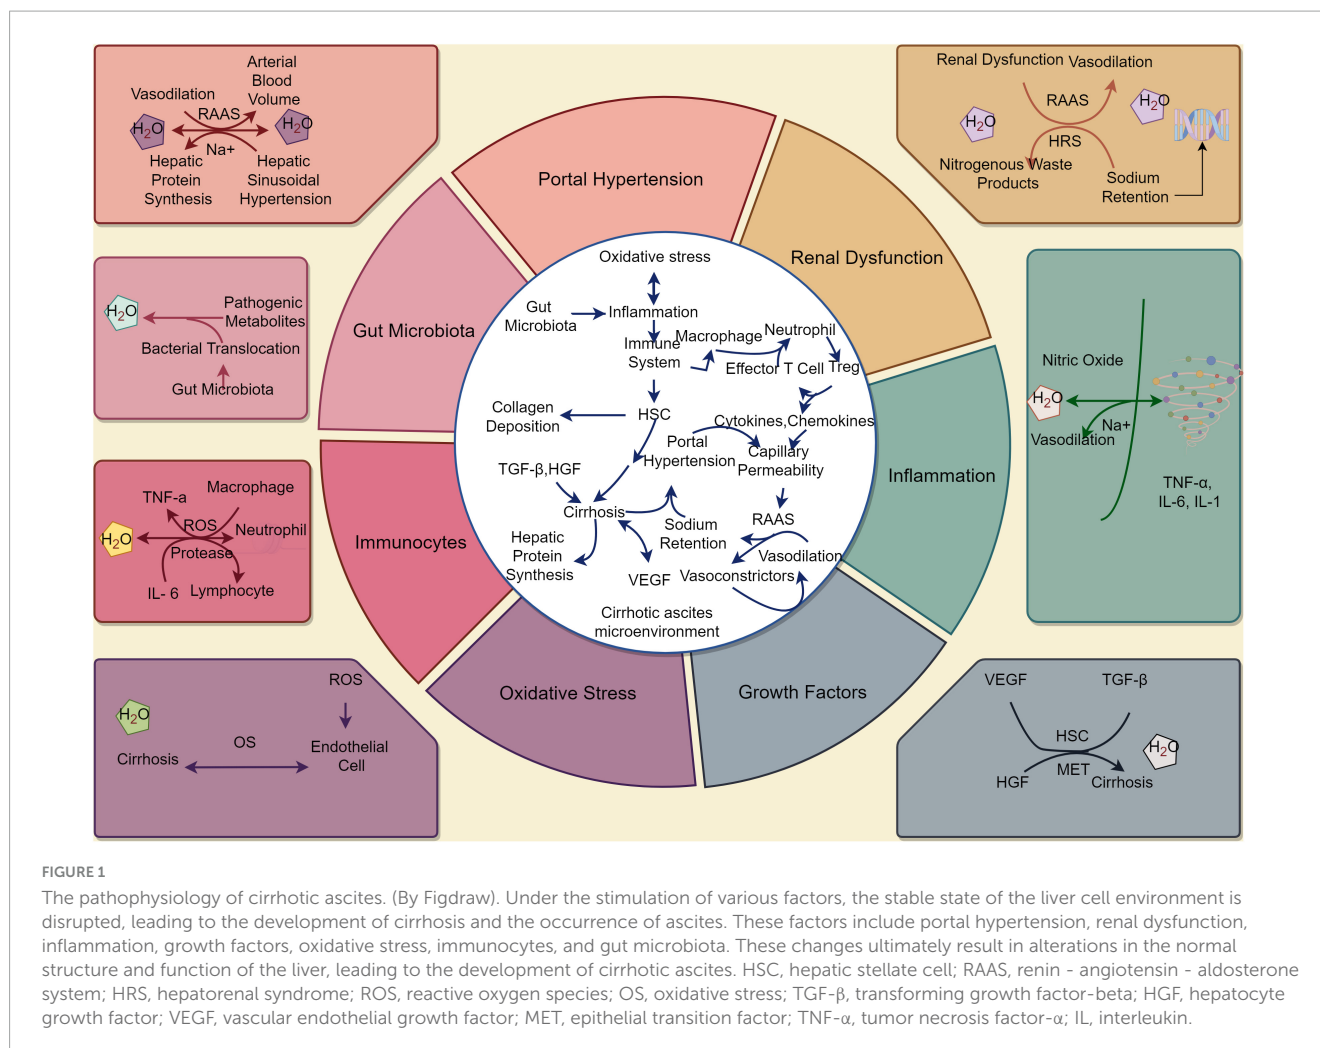 Arterial
Blood
Volume
Vasodilation
RAAS
H₂O
H₂O
Na+
Hepatic
Protein
Synthesis
Hepatic
Sinusoidal
Hypertension
Renal Dysfunction
Vasodilation
RAAS
H₂O
H₂O
HRS
Nitrogenous Waste
Products
Sodium
Retention
Pathogenic
Metabolites
H₂O
Bacterial Translocation
Gut Microbiota
Nitric Oxide
H₂O
Na+
Vasodilation
TNF-α,
IL-6, IL-1
TNF-a
Macrophage
ROS
Neutrophil
H₂O
Protease
IL- 6
Lymphocyte
ROS
H₂O
OS
Cirrhosis
Endothelial
Cell
VEGF
TGF-β
HSC
H₂O
MET
HGF
Cirrhosis
Portal Hypertension
Renal Dysfunction
Inflammation
Growth Factors
Oxidative Stress
Immunocytes
Gut Microbiota
Oxidative stress
Gut
Microbiota
Inflammation
Immune
System
Macrophage
Neutrophil
Effector T Cell
Treg
Collagen
Deposition
HSC
Cytokines,Chemokines
Portal
Hypertension
Capillary
Permeability
TGF-β,HGF
Cirrhosis
Sodium
Retention
RAAS
Hepatic
Protein
Synthesis
VEGF
Vasodilation
Vasoconstrictors
Cirrhotic ascites
microenvironment
FIGURE 1
The pathophysiology of cirrhotic ascites. (By Figdraw). Under the stimulation of various factors, the stable state of the liver cell environment is
disrupted, leading to the development of cirrhosis and the occurrence of ascites. These factors include portal hypertension, renal dysfunction,
inflammation, growth factors, oxidative stress, immunocytes, and gut microbiota. These changes ultimately result in alterations in the normal
structure and function of the liver, leading to the development of cirrhotic ascites. HSC, hepatic stellate cell; RAAS, renin - angiotensin - aldosterone
system; HRS, hepatorenal syndrome; ROS, reactive oxygen species; OS, oxidative stress; TGF-β, transforming growth factor-beta; HGF, hepatocyte
growth factor; VEGF, vascular endothelial growth factor; MET, epithelial transition factor; TNF-α, tumor necrosis factor-α; IL, interleukin.